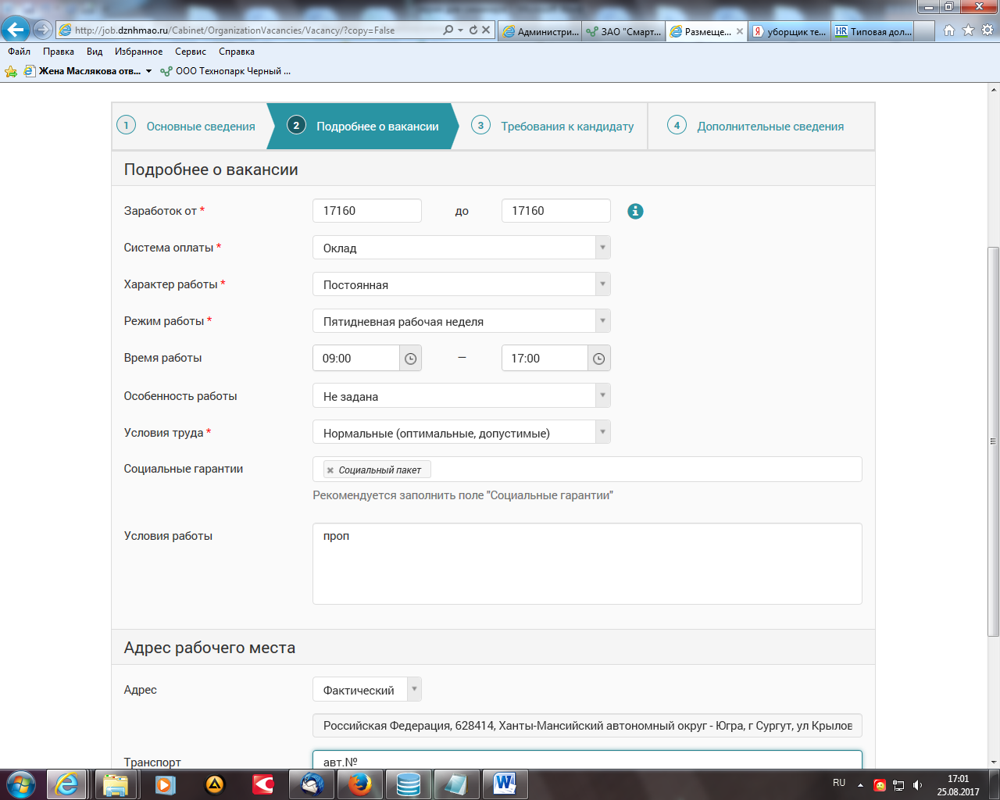 http://job.dznhmao.ru/Cabinet/OrganizationVacancies/Vacancy/?copy=False
Администри...
ЗАО "Смарт...
Размеще...
уборщик те...
HR Типовая дол...
Файл Правка Вид Избранное Сервис Справка
Жена Маслякова отв... ООО Технопарк Черный ...
1 Основные сведения
2 Подробнее о вакансии
3 Требования к кандидату
4 Дополнительные сведения
Подробнее о вакансии
Заработок от * 17160 до 17160
Система оплаты * Оклад
Характер работы * Постоянная
Режим работы * Пятидневная рабочая неделя
Время работы 09:00 — 17:00
Особенность работы Не задана
Условия труда * Нормальные (оптимальные, допустимые)
Социальные гарантии Социальный пакет
Рекомендуется заполнить поле "Социальные гарантии"
Условия работы проп
Адрес рабочего места
Адрес Фактический
Российская Федерация, 628414, Ханты-Мансийский автономный округ - Югра, г Сургут, ул Крылов
Транспорт авт.№
RU
17:01
25.08.2017